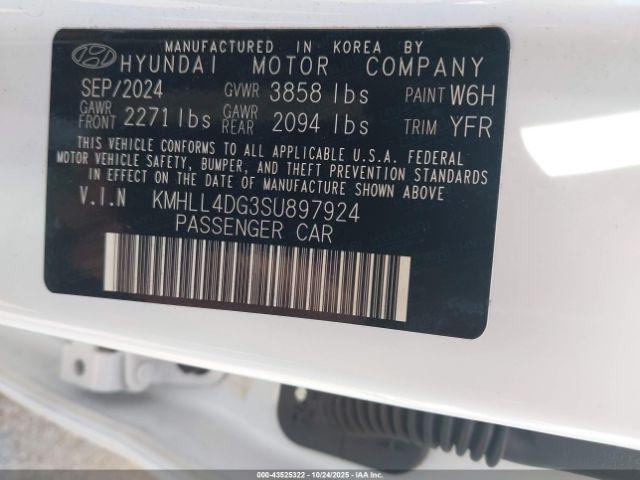 MANUFACTURED IN KOREA BY
HYUNDAI MOTOR COMPANY
SEP/2024 GVWR 3858 lbs PAINT W6H
GAWR FRONT 2271 lbs GAWR REAR 2094 lbs TRIM YFR
THIS VEHICLE CONFORMS TO ALL APPLICABLE U.S.A. FEDERAL
MOTOR VEHICLE SAFETY, BUMPER, AND THEFT PREVENTION STANDARDS
IN EFFECT ON THE DATE OF MANUFACTURE SHOWN ABOVE
V.I.N KMHLL4DG3SU897924
PASSENGER CAR
000-43525322 10/24/2025 - IAAI.COM